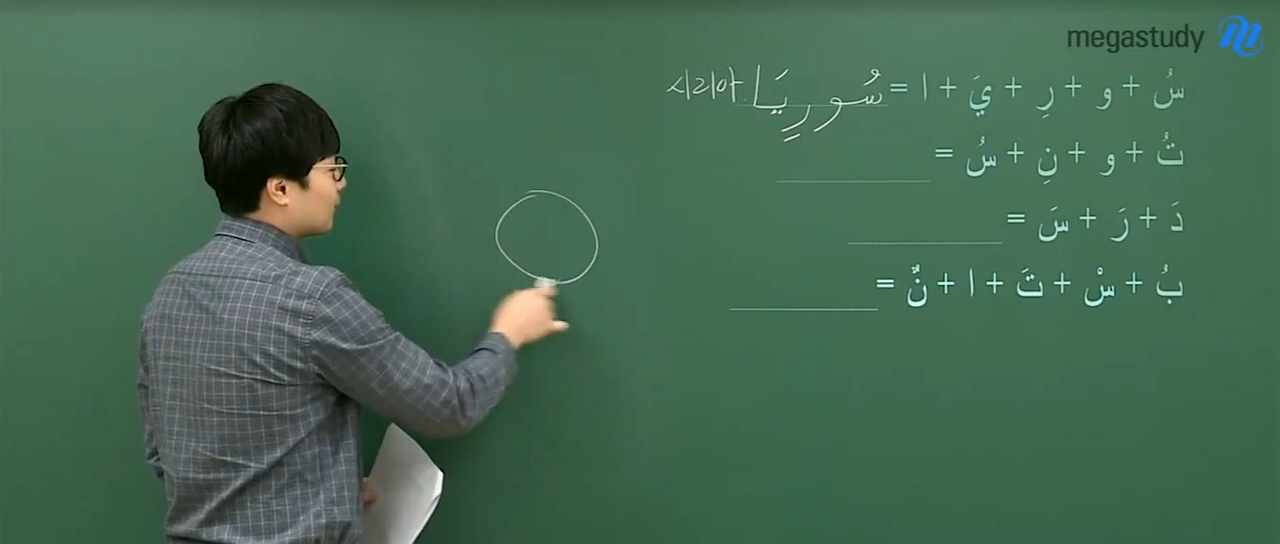 megastudy
سُ + و + رِ + يَ + ا = سُورِيَا 시리아
تُ + و + نِ + سُ =
دَ + رَ + سَ =
بُ + سْ + تَ + ا + نٌ =